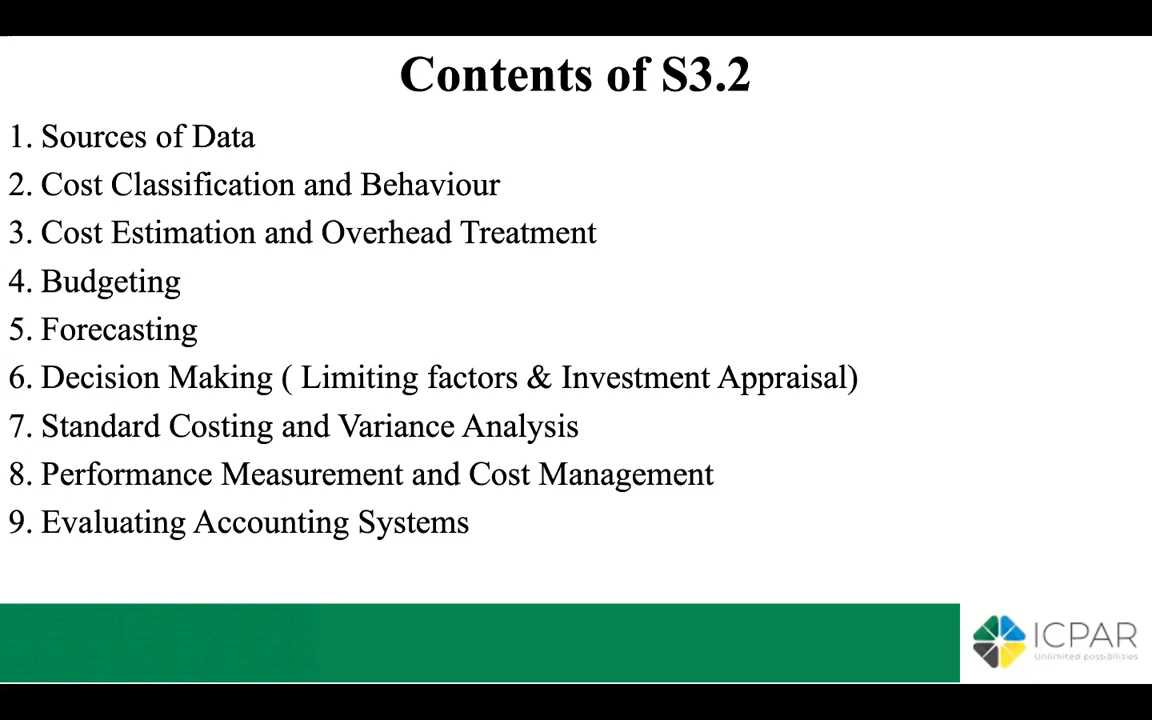 Contents of S3.2
1. Sources of Data
2. Cost Classification and Behaviour
3. Cost Estimation and Overhead Treatment
4. Budgeting
5. Forecasting
6. Decision Making ( Limiting factors & Investment Appraisal)
7. Standard Costing and Variance Analysis
8. Performance Measurement and Cost Management
9. Evaluating Accounting Systems
ICPAR
Unlimited possibilities